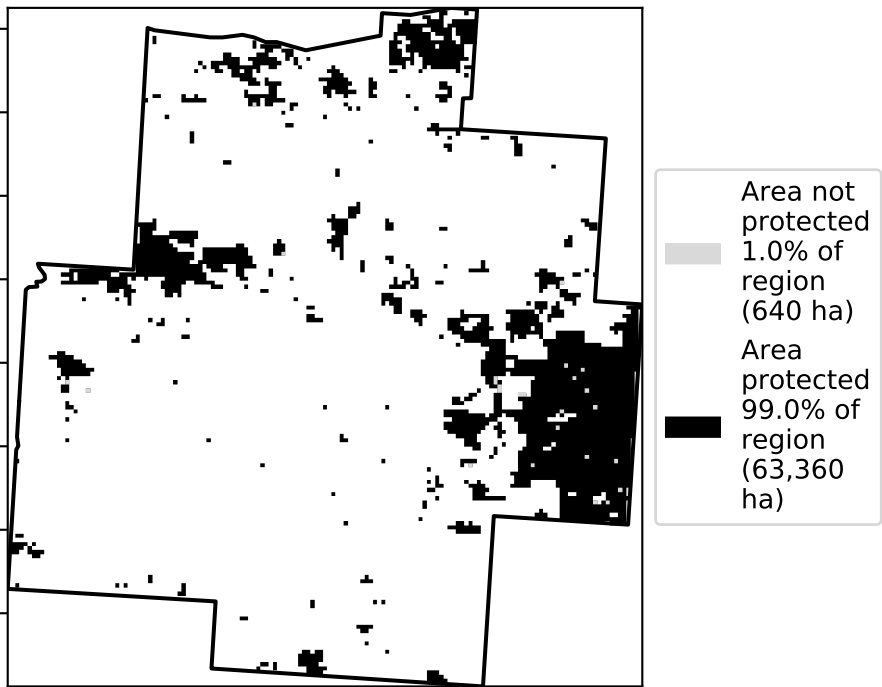 Area not
protected
1.0% of
region
(640 ha)
Area
protected
99.0% of
region
(63,360
ha)